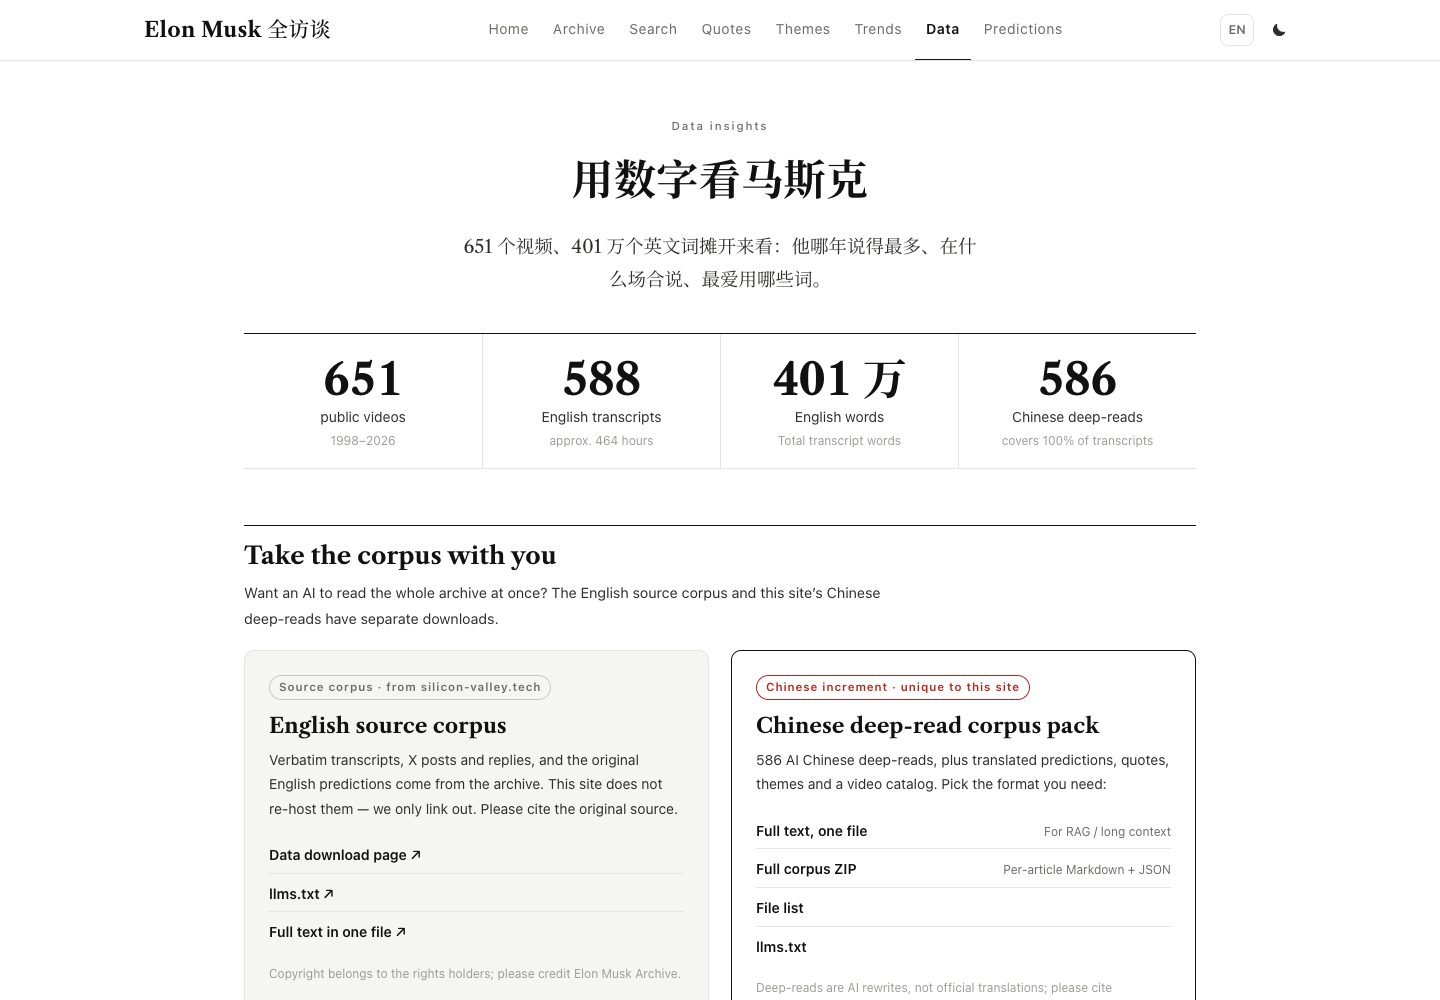 Elon Musk 全访谈
Home Archive Search Quotes Themes Trends Data Predictions
EN
Data insights
用数字看马斯克
651 个视频、401 万个英文词摊开来看：他哪年说得最多、在什
么场合说、最爱用哪些词。
651
public videos
1998–2026
588
English transcripts
approx. 464 hours
401 万
English words
Total transcript words
586
Chinese deep-reads
covers 100% of transcripts
Take the corpus with you
Want an AI to read the whole archive at once? The English source corpus and this site's Chinese
deep-reads have separate downloads.
Source corpus · from silicon-valley.tech
English source corpus
Verbatim transcripts, X posts and replies, and the original
English predictions come from the archive. This site does not
re-host them — we only link out. Please cite the original source.
Data download page ↗
llms.txt ↗
Full text in one file ↗
Copyright belongs to the rights holders; please credit Elon Musk Archive.
Chinese increment · unique to this site
Chinese deep-read corpus pack
586 AI Chinese deep-reads, plus translated predictions, quotes,
themes and a video catalog. Pick the format you need:
Full text, one file For RAG / long context
Full corpus ZIP Per-article Markdown + JSON
File list
llms.txt
Deep-reads are AI rewrites, not official translations; please cite